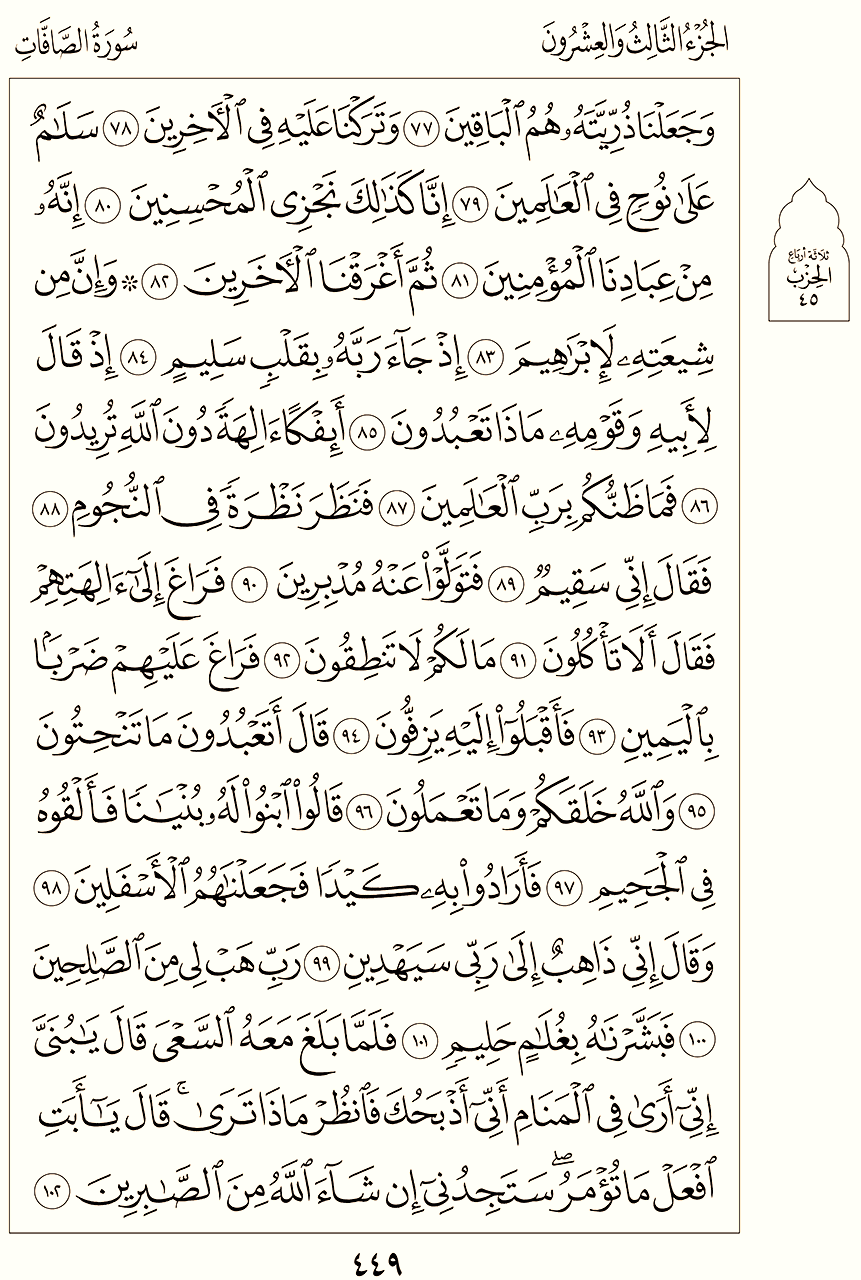 الجُزْءُ الثَّالِثُ وَالعِشْرُونَ
سُورَةُ الصَّافَّاتِ
وَجَعَلْنَا ذُرِّيَّتَهُۥ هُمُ ٱلْبَاقِينَ ٧٧ وَتَرَكْنَا عَلَيْهِ فِى ٱلْـَٔاخِرِينَ ٧٨ سَلَـٰمٌ
عَلَىٰ نُوحٍ فِى ٱلْعَـٰلَمِينَ ٧٩ إِنَّا كَذَٰلِكَ نَجْزِى ٱلْمُحْسِنِينَ ٨٠ إِنَّهُۥ
مِنْ عِبَادِنَا ٱلْمُؤْمِنِينَ ٨١ ثُمَّ أَغْرَقْنَا ٱلْـَٔاخَرِينَ ٨٢ ۞ وَإِنَّ مِن
شِيعَتِهِۦ لَإِبْرَٰهِيمَ ٨٣ إِذْ جَآءَ رَبَّهُۥ بِقَلْبٍ سَلِيمٍ ٨٤ إِذْ قَالَ
لِأَبِيهِ وَقَوْمِهِۦ مَاذَا تَعْبُدُونَ ٨٥ أَئِفْكًا ءَالِهَةً دُونَ ٱللَّهِ تُرِيدُونَ
٨٦ فَمَا ظَنُّكُم بِرَبِّ ٱلْعَـٰلَمِينَ ٨٧ فَنَظَرَ نَظْرَةً فِى ٱلنُّجُومِ ٨٨
فَقَالَ إِنِّى سَقِيمٌ ٨٩ فَتَوَلَّوْا۟ عَنْهُ مُدْبِرِينَ ٩٠ فَرَاغَ إِلَىٰٓ ءَالِهَتِهِمْ
فَقَالَ أَلَا تَأْكُلُونَ ٩١ مَا لَكُمْ لَا تَنطِقُونَ ٩٢ فَرَاغَ عَلَيْهِمْ ضَرْبًۢا
بِٱلْيَمِينِ ٩٣ فَأَقْبَلُوٓا۟ إِلَيْهِ يَزِفُّونَ ٩٤ قَالَ أَتَعْبُدُونَ مَا تَنْحِتُونَ
٩٥ وَٱللَّهُ خَلَقَكُمْ وَمَا تَعْمَلُونَ ٩٦ قَالُوا۟ ٱبْنُوا۟ لَهُۥ بُنْيَـٰنًا فَأَلْقُوهُ
فِى ٱلْجَحِيمِ ٩٧ فَأَرَادُوا۟ بِهِۦ كَيْدًا فَجَعَلْنَـٰهُمُ ٱلْأَسْفَلِينَ ٩٨
وَقَالَ إِنِّى ذَاهِبٌ إِلَىٰ رَبِّى سَيَهْدِينِ ٩٩ رَبِّ هَبْ لِى مِنَ ٱلصَّـٰلِحِينَ
١٠٠ فَبَشَّرْنَـٰهُ بِغُلَـٰمٍ حَلِيمٍ ١٠١ فَلَمَّا بَلَغَ مَعَهُ ٱلسَّعْىَ قَالَ يَـٰبُنَىَّ
إِنِّىٓ أَرَىٰ فِى ٱلْمَنَامِ أَنِّىٓ أَذْبَحُكَ فَٱنظُرْ مَاذَا تَرَىٰ ۚ قَالَ يَـٰٓأَبَتِ
ٱفْعَلْ مَا تُؤْمَرُ ۖ سَتَجِدُنِىٓ إِن شَآءَ ٱللَّهُ مِنَ ٱلصَّـٰبِرِينَ ١٠٢
ثلاثة أرباع
الحِزْب
٤٥
٤٤٩